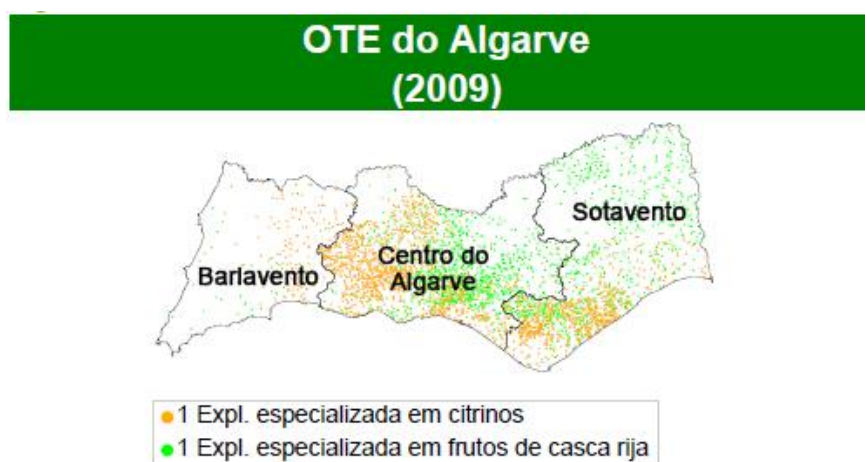 OTE do Algarve
(2009)
Sotavento
Centro do
Algarve
Barlavento
1 Expl. especializada em citrinos
1 Expl. especializada em frutos de casca rija